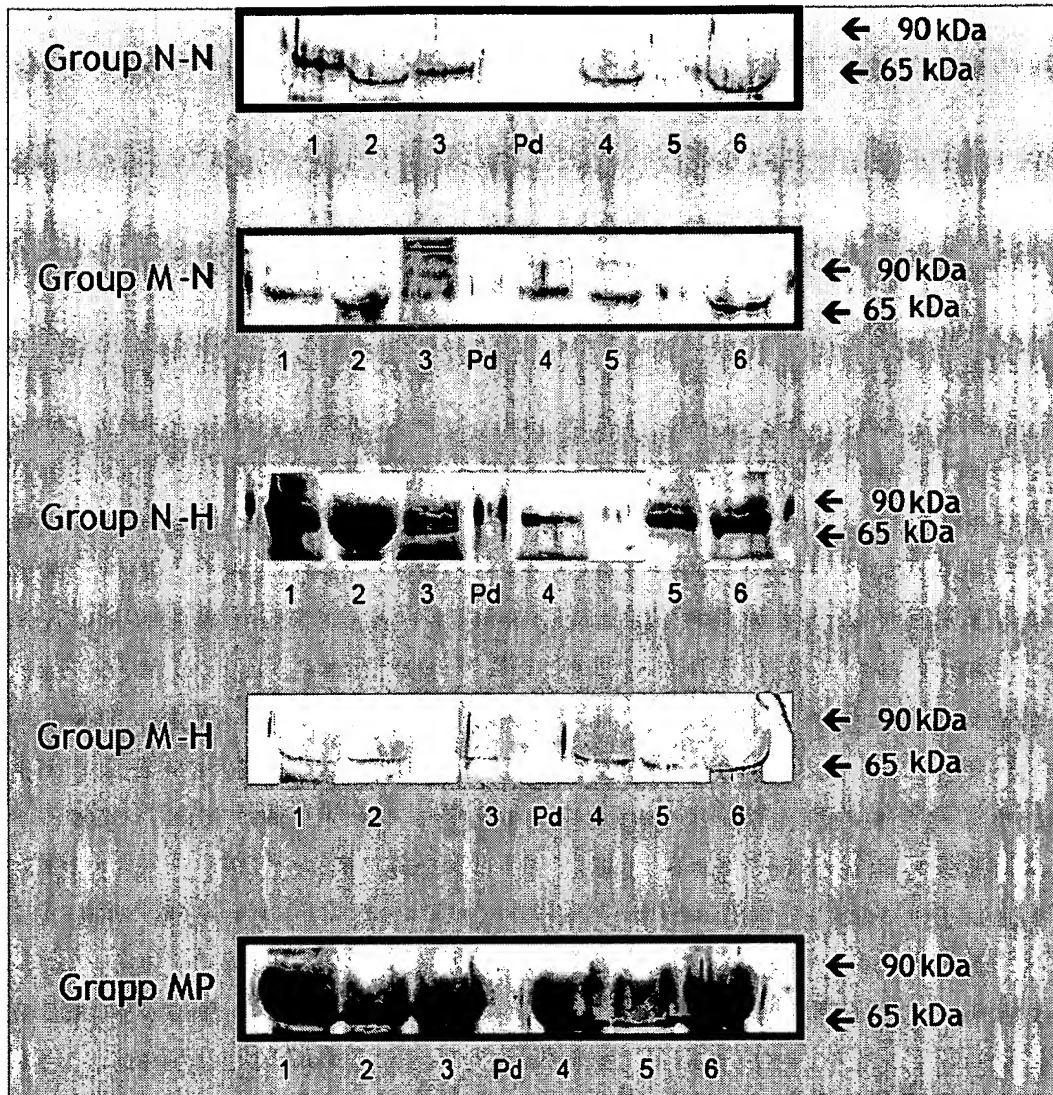 Group N-N ← 90 kDa
← 65 kDa
1 2 3 Pd 4 5 6
Group M-N ← 90 kDa
← 65 kDa
1 2 3 Pd 4 5 6
Group N-H ← 90 kDa
← 65 kDa
1 2 3 Pd 4 5 6
Group M-H ← 90 kDa
← 65 kDa
1 2 3 Pd 4 5 6
Grapp MP ← 90 kDa
← 65 kDa
1 2 3 Pd 4 5 6